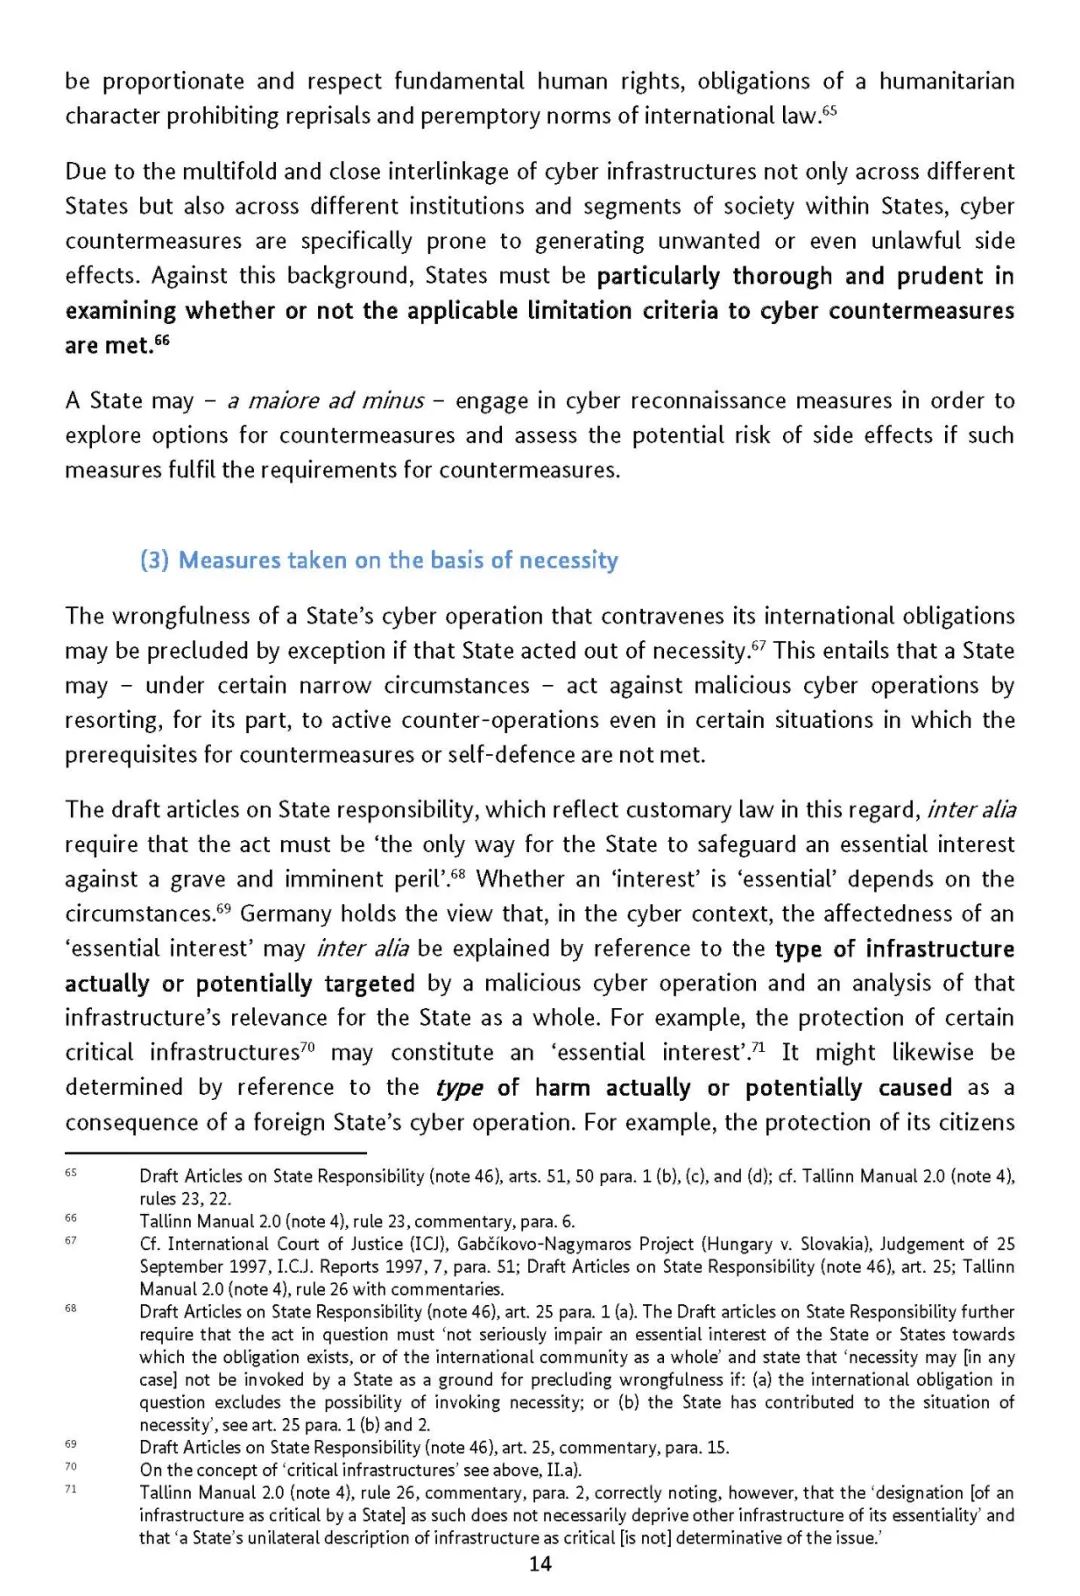 be proportionate and respect fundamental human rights, obligations of a humanitarian
character prohibiting reprisals and peremptory norms of international law.65
Due to the multifold and close interlinkage of cyber infrastructures not only across different
States but also across different institutions and segments of society within States, cyber
countermeasures are specifically prone to generating unwanted or even unlawful side
effects. Against this background, States must be particularly thorough and prudent in
examining whether or not the applicable limitation criteria to cyber countermeasures
are met.66
A State may – a maiore ad minus – engage in cyber reconnaissance measures in order to
explore options for countermeasures and assess the potential risk of side effects if such
measures fulfil the requirements for countermeasures.
(3) Measures taken on the basis of necessity
The wrongfulness of a State’s cyber operation that contravenes its international obligations
may be precluded by exception if that State acted out of necessity.67 This entails that a State
may – under certain narrow circumstances – act against malicious cyber operations by
resorting, for its part, to active counter-operations even in certain situations in which the
prerequisites for countermeasures or self-defence are not met.
The draft articles on State responsibility, which reflect customary law in this regard, inter alia
require that the act must be ‘the only way for the State to safeguard an essential interest
against a grave and imminent peril’.68 Whether an ‘interest’ is ‘essential’ depends on the
circumstances.69 Germany holds the view that, in the cyber context, the affectedness of an
‘essential interest’ may inter alia be explained by reference to the type of infrastructure
actually or potentially targeted by a malicious cyber operation and an analysis of that
infrastructure’s relevance for the State as a whole. For example, the protection of certain
critical infrastructures70 may constitute an ‘essential interest’.71 It might likewise be
determined by reference to the type of harm actually or potentially caused as a
consequence of a foreign State’s cyber operation. For example, the protection of its citizens
65 Draft Articles on State Responsibility (note 46), arts. 51, 50 para. 1 (b), (c), and (d); cf. Tallinn Manual 2.0 (note 4),
rules 23, 22.
66 Tallinn Manual 2.0 (note 4), rule 23, commentary, para. 6.
67 Cf. International Court of Justice (ICJ), Gabčíkovo-Nagymaros Project (Hungary v. Slovakia), Judgement of 25
September 1997, I.C.J. Reports 1997, 7, para. 51; Draft Articles on State Responsibility (note 46), art. 25; Tallinn
Manual 2.0 (note 4), rule 26 with commentaries.
68 Draft Articles on State Responsibility (note 46), art. 25 para. 1 (a). The Draft articles on State Responsibility further
require that the act in question must ‘not seriously impair an essential interest of the State or States towards
which the obligation exists, or of the international community as a whole’ and state that ‘necessity may [in any
case] not be invoked by a State as a ground for precluding wrongfulness if: (a) the international obligation in
question excludes the possibility of invoking necessity; or (b) the State has contributed to the situation of
necessity’, see art. 25 para. 1 (b) and 2.
69 Draft Articles on State Responsibility (note 46), art. 25, commentary, para. 15.
70 On the concept of ‘critical infrastructures’ see above, II.a).
71 Tallinn Manual 2.0 (note 4), rule 26, commentary, para. 2, correctly noting, however, that the ‘designation [of an
infrastructure as critical by a State] as such does not necessarily deprive other infrastructure of its essentiality’ and
that ‘a State’s unilateral description of infrastructure as critical [is not] determinative of the issue.’
14